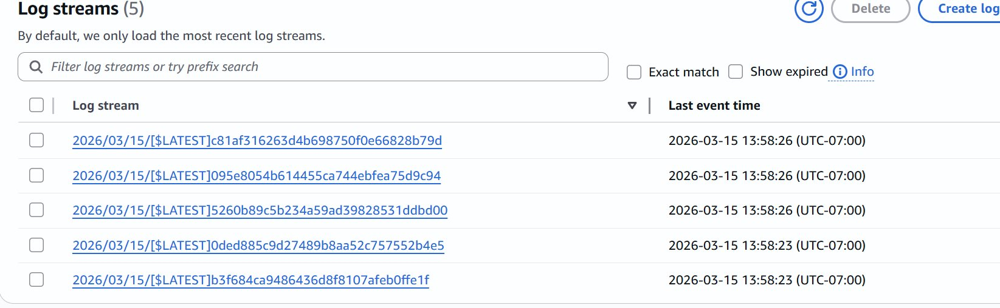 Log streams (5)
Delete
Create log
By default, we only load the most recent log streams.
Filter log streams or try prefix search
Exact match
Show expired
Info
Log stream
Last event time
2026/03/15/[$LATEST]c81af316263d4b698750f0e66828b79d 2026-03-15 13:58:26 (UTC-07:00)
2026/03/15/[$LATEST]095e8054b614455ca744ebfea75d9c94 2026-03-15 13:58:26 (UTC-07:00)
2026/03/15/[$LATEST]5260b89c5b234a59ad39828531ddbd00 2026-03-15 13:58:26 (UTC-07:00)
2026/03/15/[$LATEST]0ded885c9d27489b8aa52c757552b4e5 2026-03-15 13:58:23 (UTC-07:00)
2026/03/15/[$LATEST]b3f684ca9486436d8f8107afeb0ffe1f 2026-03-15 13:58:23 (UTC-07:00)